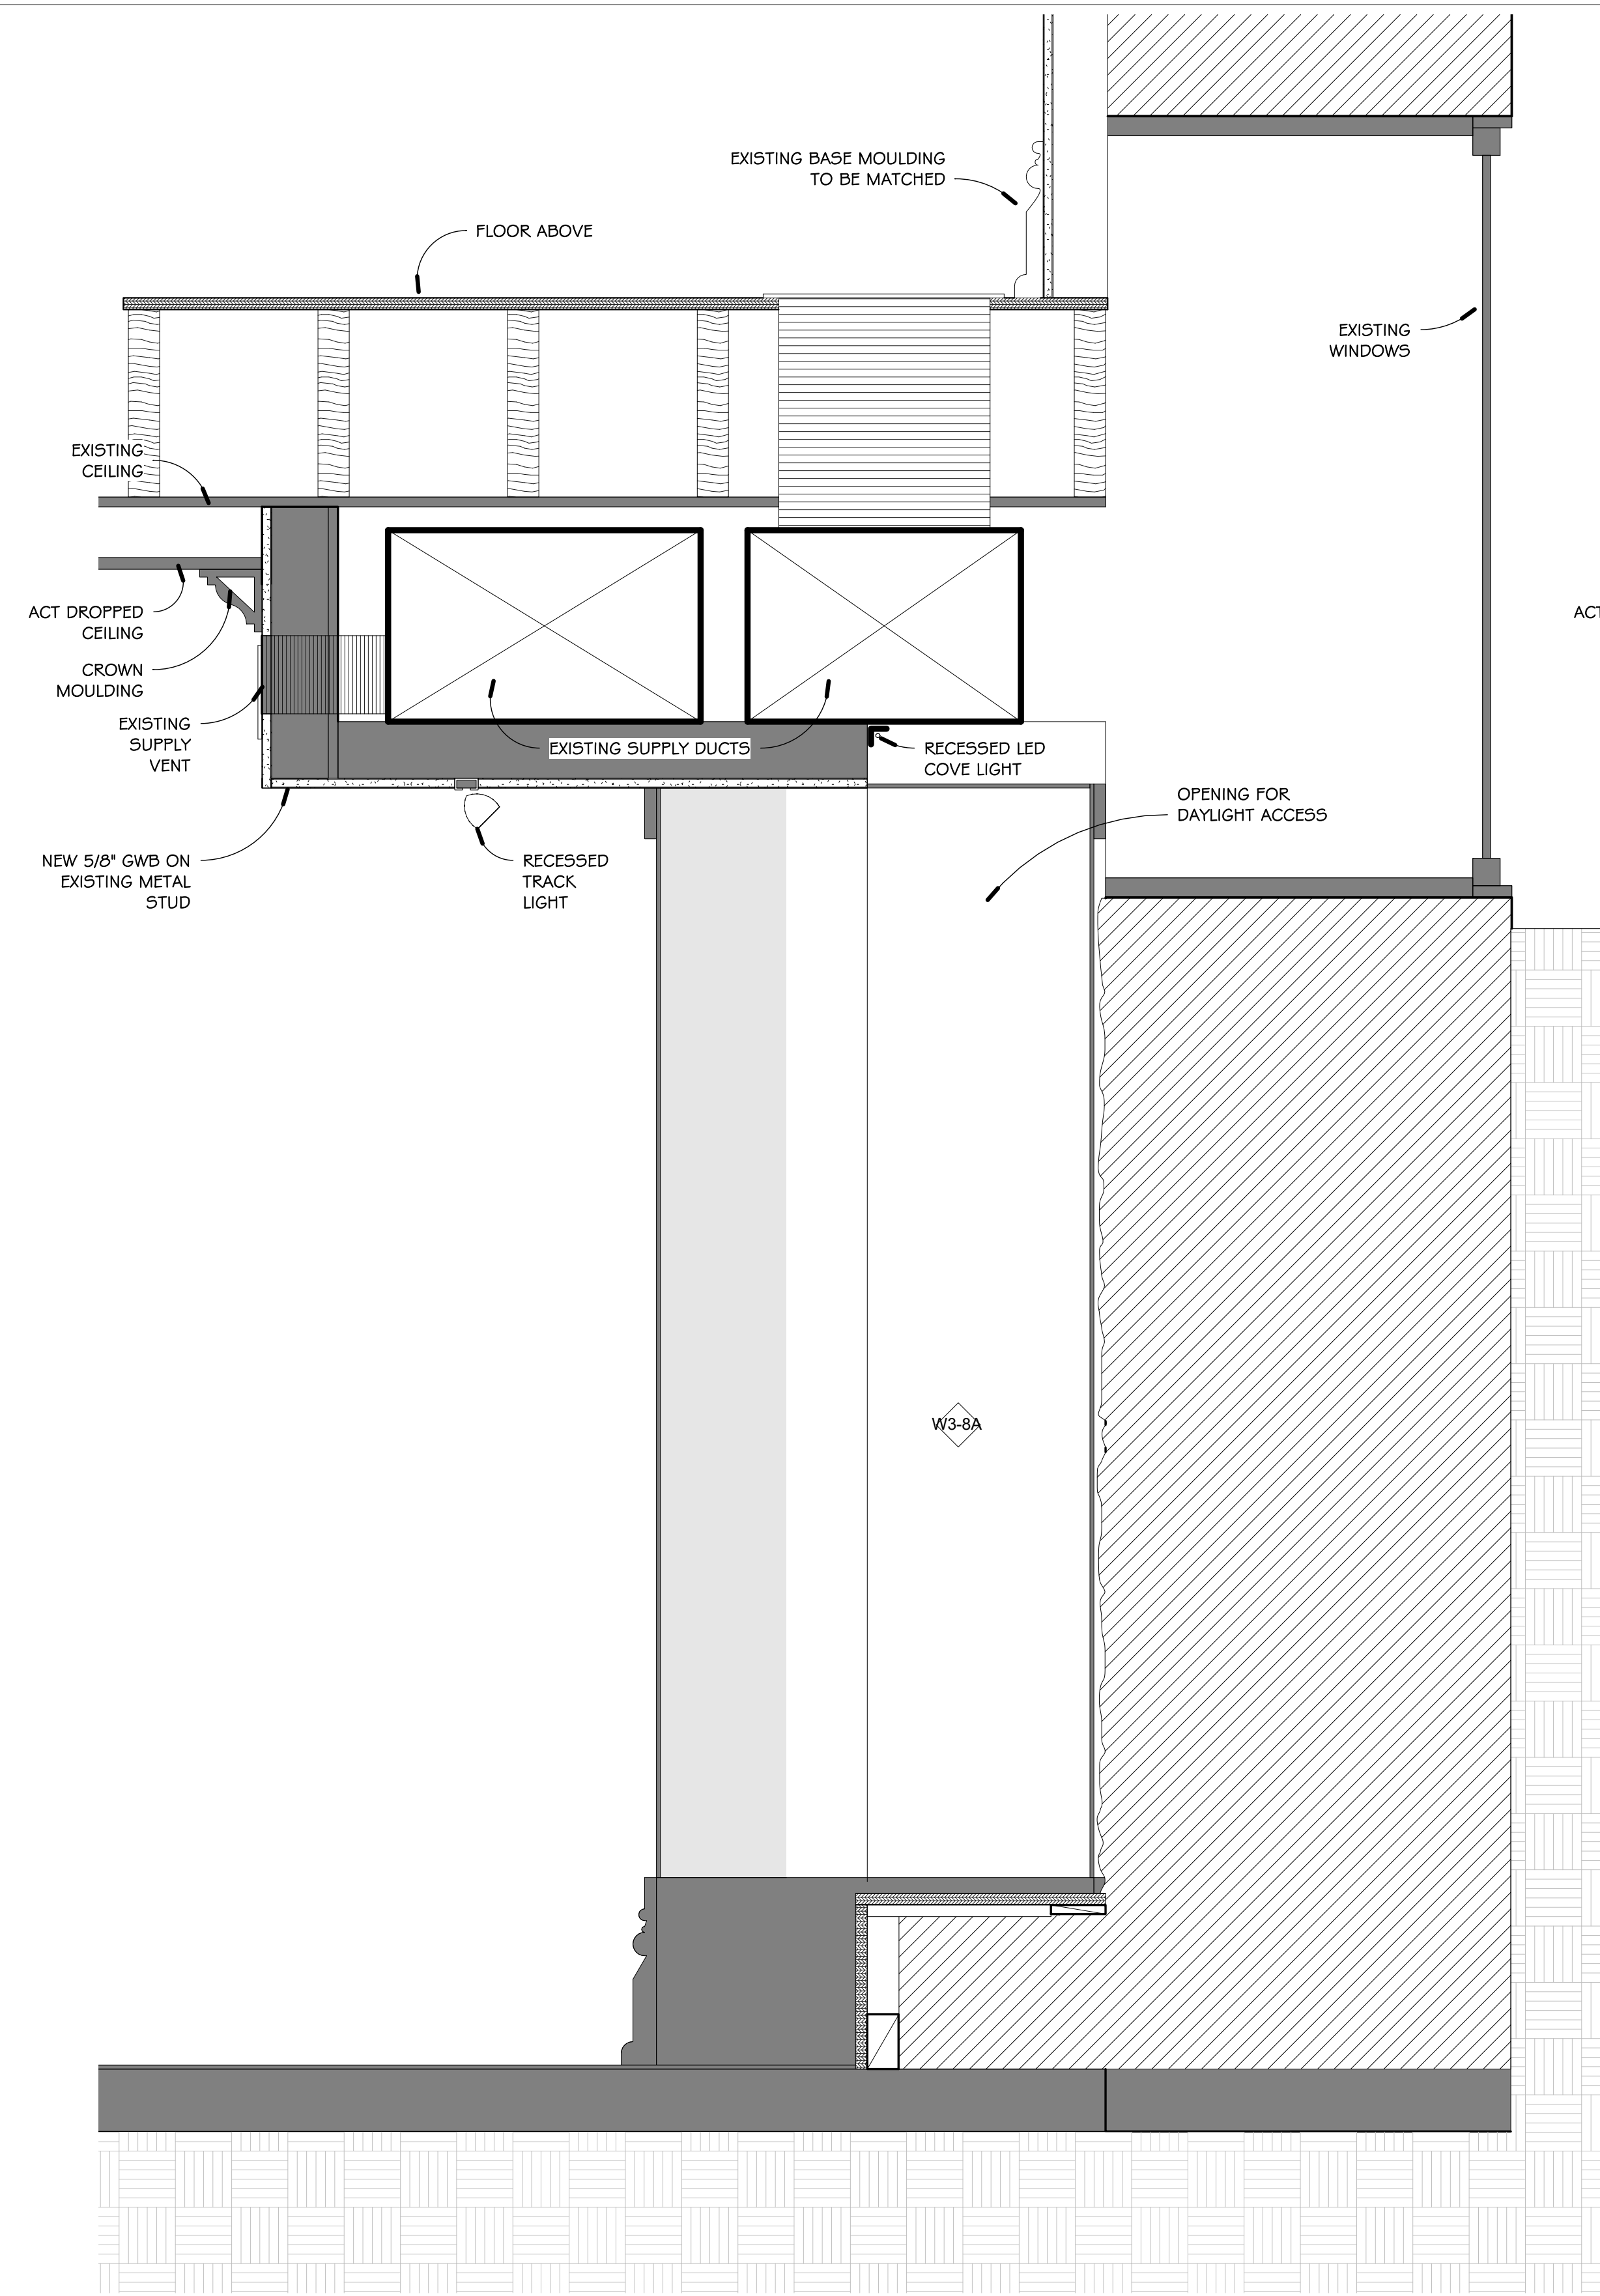 EXISTING BASE MOULDING
TO BE MATCHED
FLOOR ABOVE
EXISTING
WINDOWS
EXISTING
CEILING
ACT DROPPED
CEILING
ACT
CROWN
MOULDING
EXISTING
SUPPLY
VENT
EXISTING SUPPLY DUCTS
RECESSED LED
COVE LIGHT
OPENING FOR
DAYLIGHT ACCESS
NEW 5/8" GWB ON
EXISTING METAL
STUD
RECESSED
TRACK
LIGHT
W3-8A